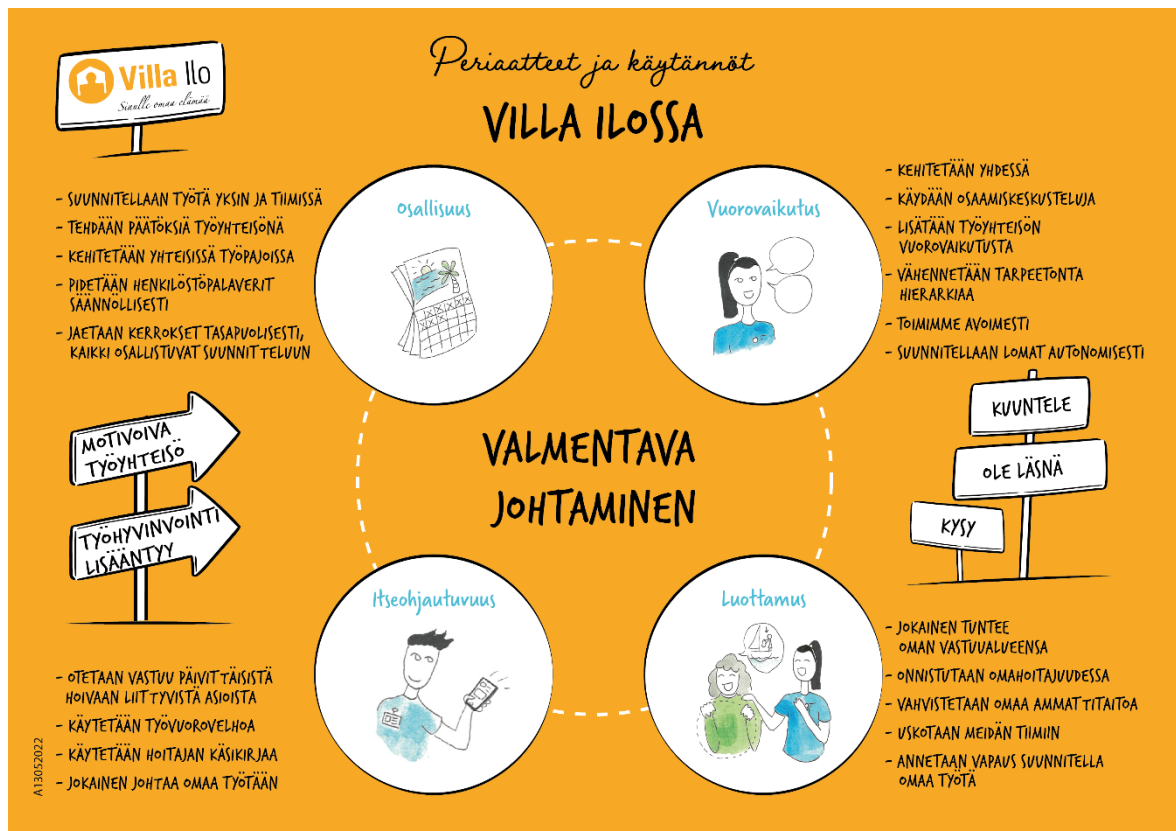 Villa Ilo
Sinulle omaa elämää
Periaatteet ja käytännöt
VILLA ILOSSA
Osallisuus
- SUUNNITELLAAN TYÖTÄ YKSIN JA TIIMISSÄ
- TEHDÄÄN PÄÄTÖKSIÄ TYÖYHTEISÖNÄ
- KEHITETÄÄN YHTEISISSÄ TYÖPAJOISSA
- PIDETÄÄN HENKILÖSTÖPALAVERIT
SÄÄNNÖLLISESTI
- JAETAAN KERROKSET TASAPUOLISESTI,
KAIKKI OSALLISTUVAT SUUNNITTELUUN
Vuorovaikutus
- KEHITETÄÄN YHDESSÄ
- KÄYDÄÄN OSAAMISKESKUSTELUJA
- LISÄTÄÄN TYÖYHTEISÖN
VUOROVAIKUTUSTA
- VÄHENNETÄÄN TARPEETONTA
HIERARKIAA
- TOIMIMME AVOIMESTI
- SUUNNITELLAAN LOMAT AUTONOMISESTI
MOTIVOIVA
TYÖYHTEISÖ
TYÖHYVINVOINTI
LISÄÄNTYY
VALMENTAVA
JOHTAMINEN
KUUNTELE
OLE LÄSNÄ
KYSY
Itseohjautuvuus
- OTETAAN VASTUU PÄIVITTÄISISTÄ
HOIVAAN LIITTYVISTÄ ASIOISTA
- KÄYTETÄÄN TYÖVUOROVELHOA
- KÄYTETÄÄN HOITAJAN KÄSIKIRJAA
- JOKAINEN JOHTAA OMAA TYÖTÄÄN
Luottamus
- JOKAINEN TUNTEE
OMAN VASTUUALUEENSA
- ONNISTUTAAN OMAHOITAJUUDESSA
- VAHVISTETAAN OMAA AMMATTITAITOA
- USKOTAAN MEIDÄN TIIMIIN
- ANNETAAN VAPAUS SUUNNITELLA
OMAA TYÖTÄ
A13052022